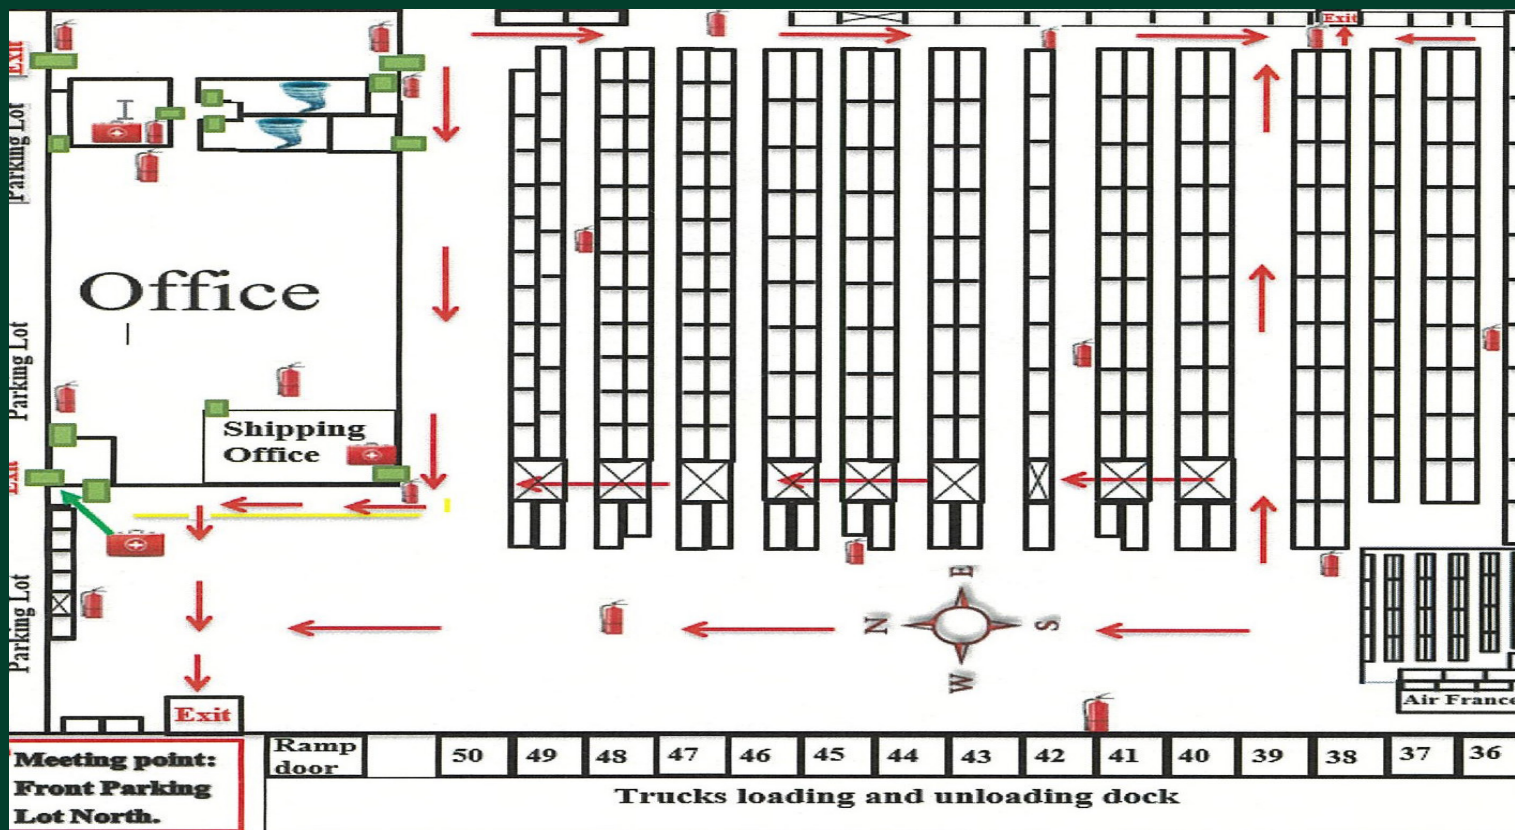 Exit
Exit
Parking Lot
Office
Parking Lot
Shipping
Office
Exit
Parking Lot
E
N
S
W
Air France
Exit
Meeting point:
Front Parking
Lot North.
Ramp
door
50
49
48
47
46
45
44
43
42
41
40
39
38
37
36
Trucks loading and unloading dock